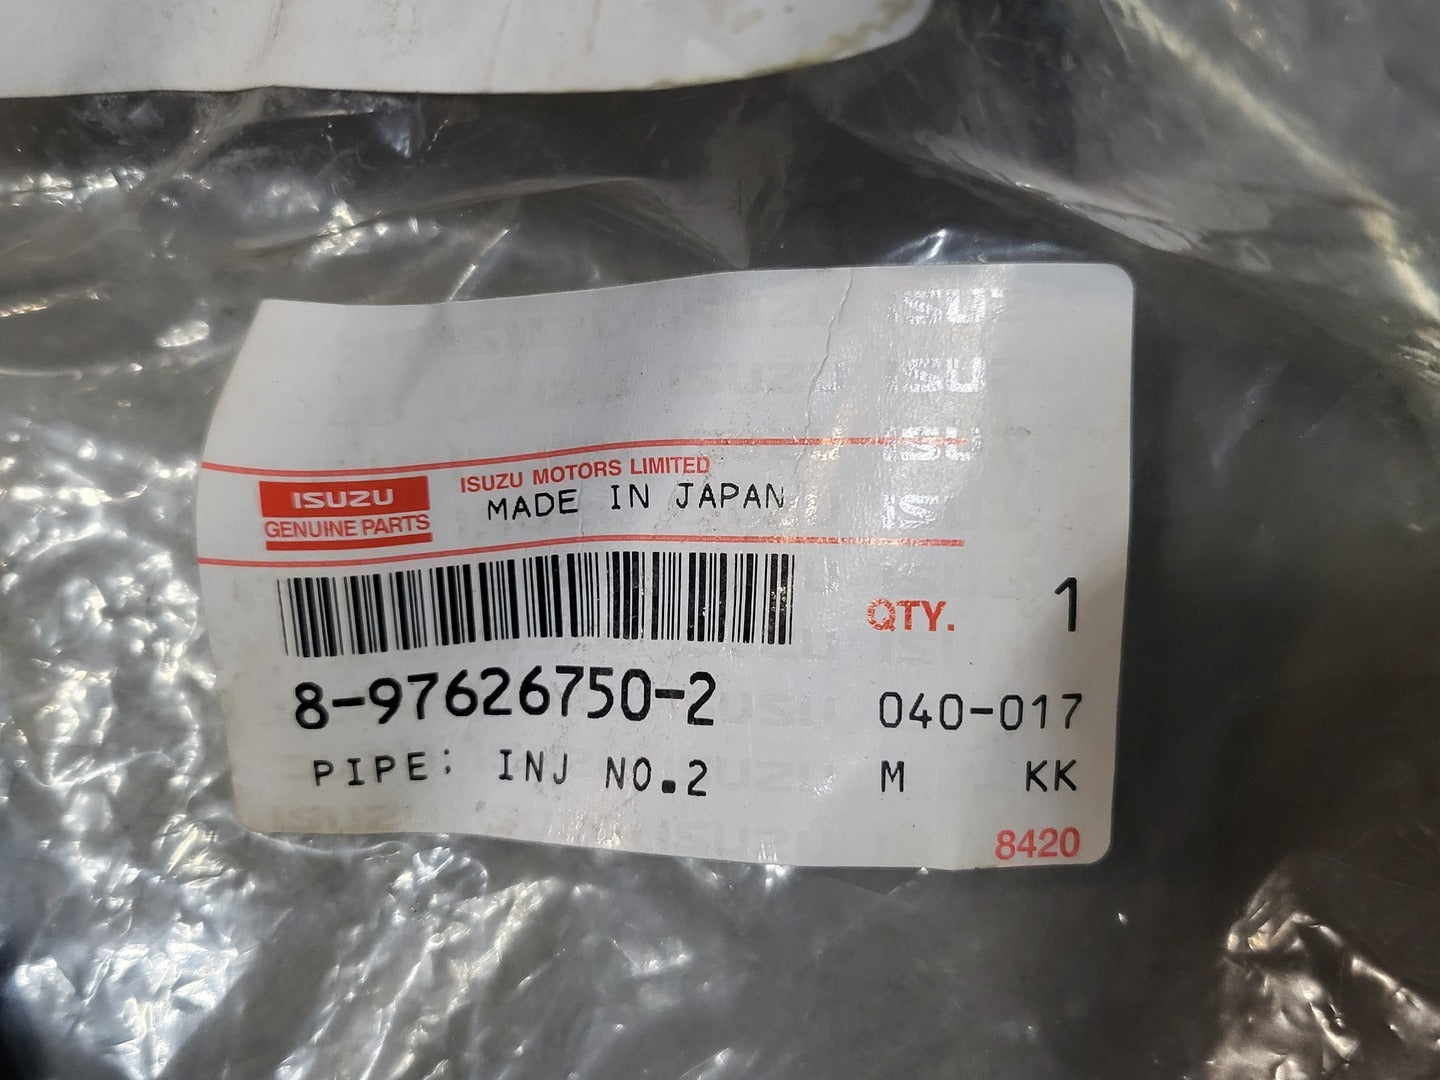 ISUZU
GENUINE PARTS
ISUZU MOTORS LIMITED
MADE IN JAPAN
QTY. 1
8-97626750-2 040-017
PIPE: INJ NO.2 M KK
8420